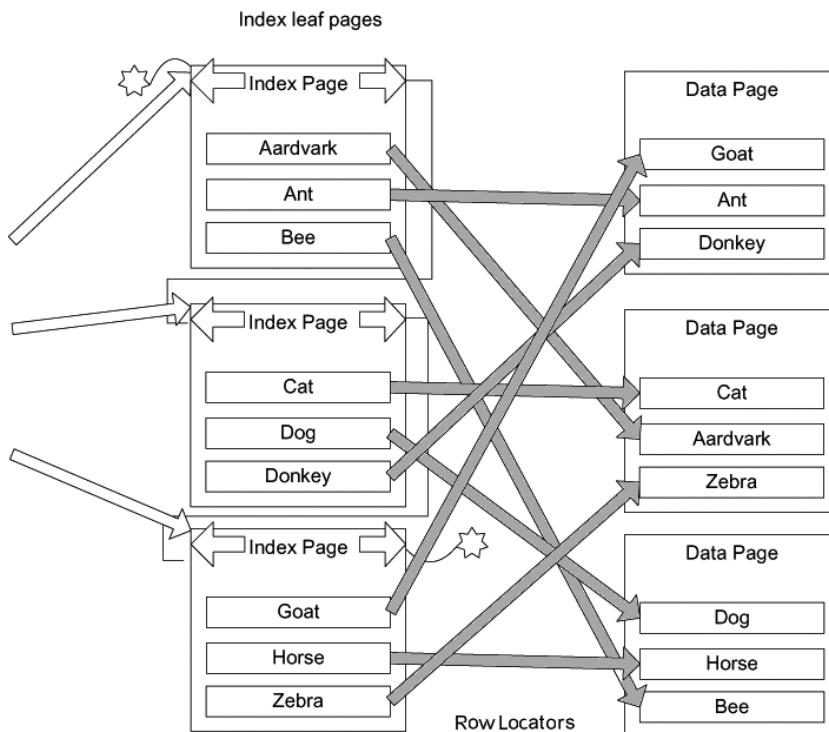 Index leaf pages
Index Page
Aardvark
Ant
Bee
Index Page
Cat
Dog
Donkey
Index Page
Goat
Horse
Zebra
Row Locators
Data Page
Goat
Ant
Donkey
Data Page
Cat
Aardvark
Zebra
Data Page
Dog
Horse
Bee